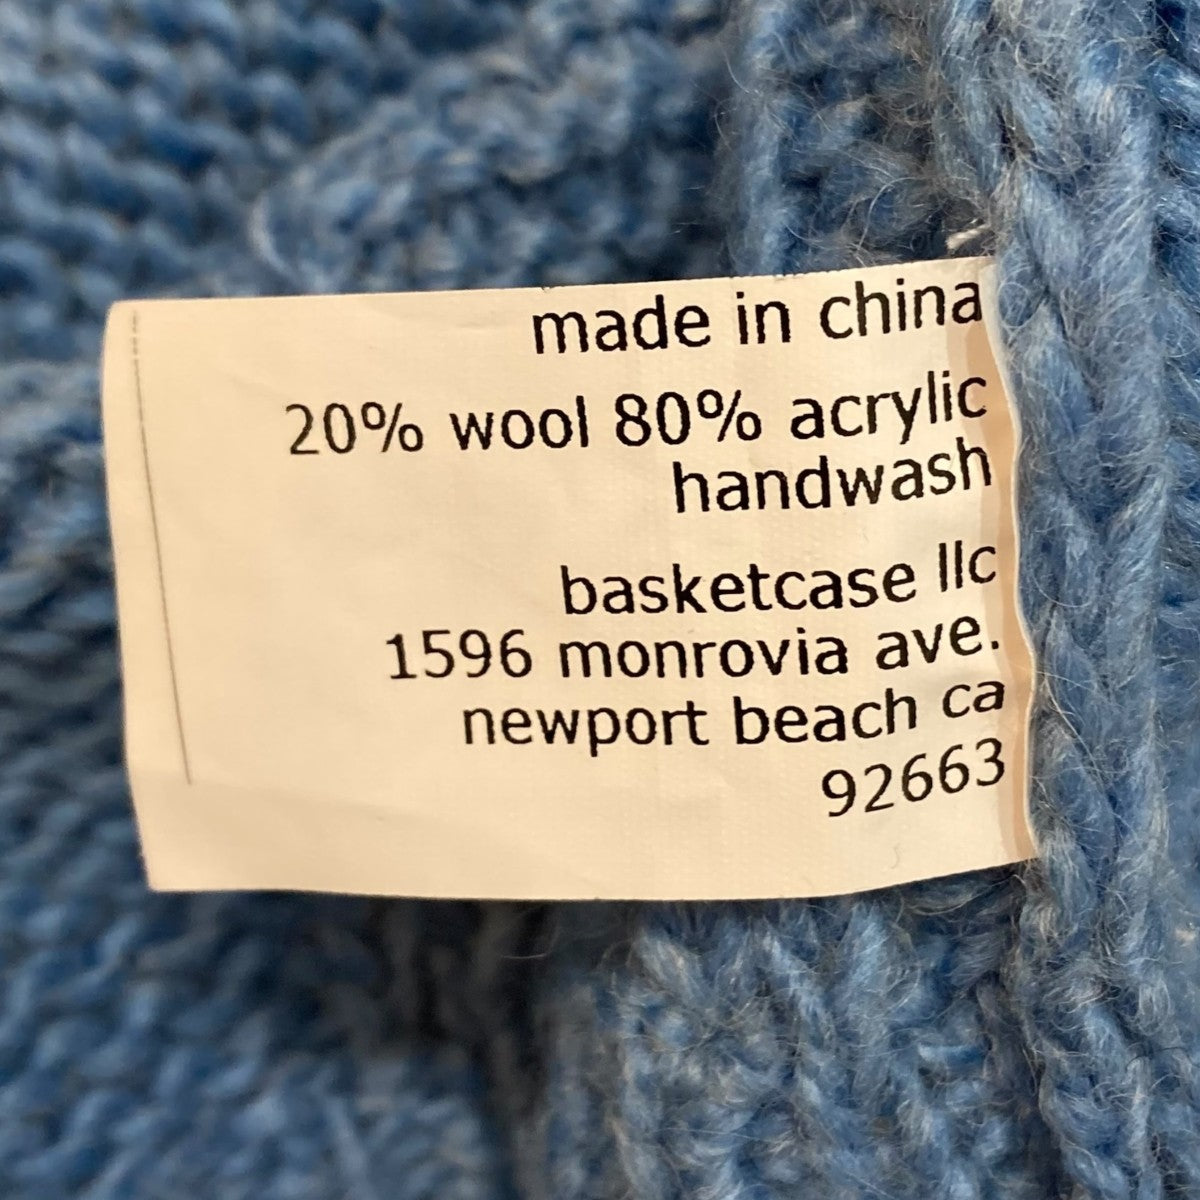 made in china
20% wool 80% acrylic
handwash
basketcase llc
1596 monrovia ave.
newport beach ca
92663